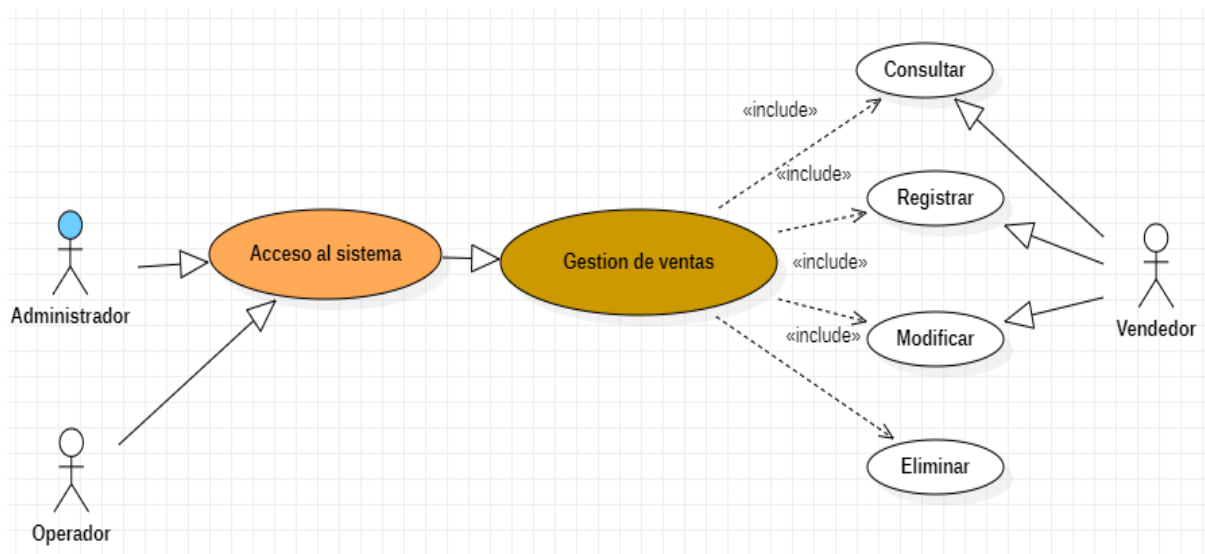 Consultar
«include»
«include»
Registrar
Acceso al sistema
Gestion de ventas
«include»
Administrador
Vendedor
«include»
Modificar
Eliminar
Operador